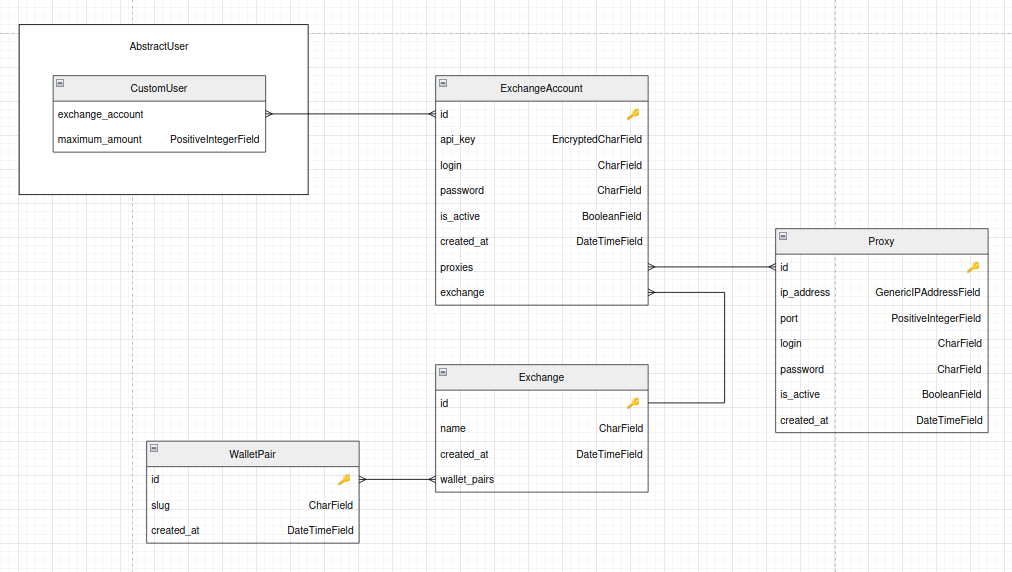 AbstractUser
CustomUser
exchange_account
maximum_amount PositiveIntegerField
ExchangeAccount
id
api_key EncryptedCharField
login CharField
password CharField
is_active BooleanField
created_at DateTimeField
proxies
exchange
Proxy
id
ip_address GenericIPAddressField
port PositiveIntegerField
login CharField
password CharField
is_active BooleanField
created_at DateTimeField
Exchange
id
name CharField
created_at DateTimeField
wallet_pairs
WalletPair
id
slug CharField
created_at DateTimeField